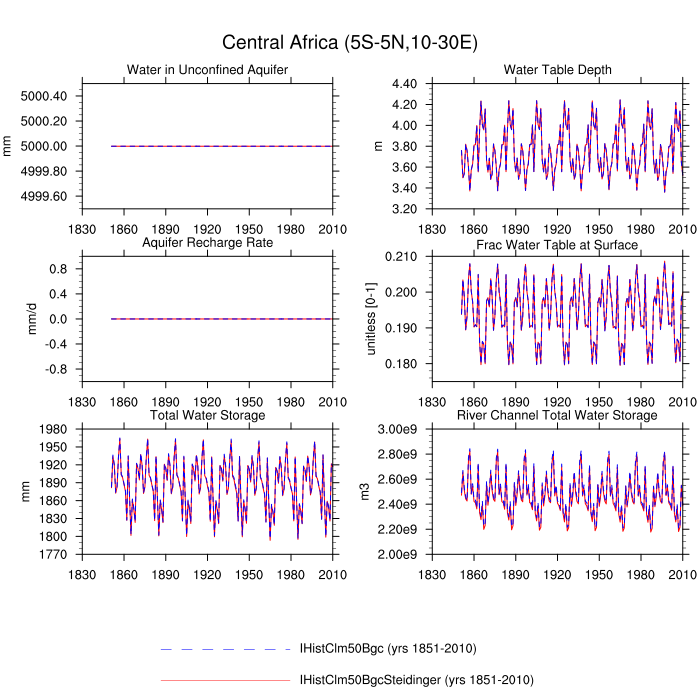 Central Africa (5S-5N,10-30E)
Water in Unconfined Aquifer
mm
5000.40
5000.20
5000.00
4999.80
4999.60
1830 1860 1890 1920 1950 1980 2010
Water Table Depth
m
4.40
4.20
4.00
3.80
3.60
3.40
3.20
1830 1860 1890 1920 1950 1980 2010
Aquifer Recharge Rate
mm/d
0.8
0.4
0.0
-0.4
-0.8
1830 1860 1890 1920 1950 1980 2010
Frac Water Table at Surface
unitless [0-1]
0.210
0.200
0.190
0.180
1830 1860 1890 1920 1950 1980 2010
Total Water Storage
mm
1980
1950
1920
1890
1860
1830
1800
1770
1830 1860 1890 1920 1950 1980 2010
River Channel Total Water Storage
m3
3.00e9
2.80e9
2.60e9
2.40e9
2.20e9
2.00e9
1830 1860 1890 1920 1950 1980 2010
IHistClm50Bgc (yrs 1851-2010)
IHistClm50BgcSteidinger (yrs 1851-2010)